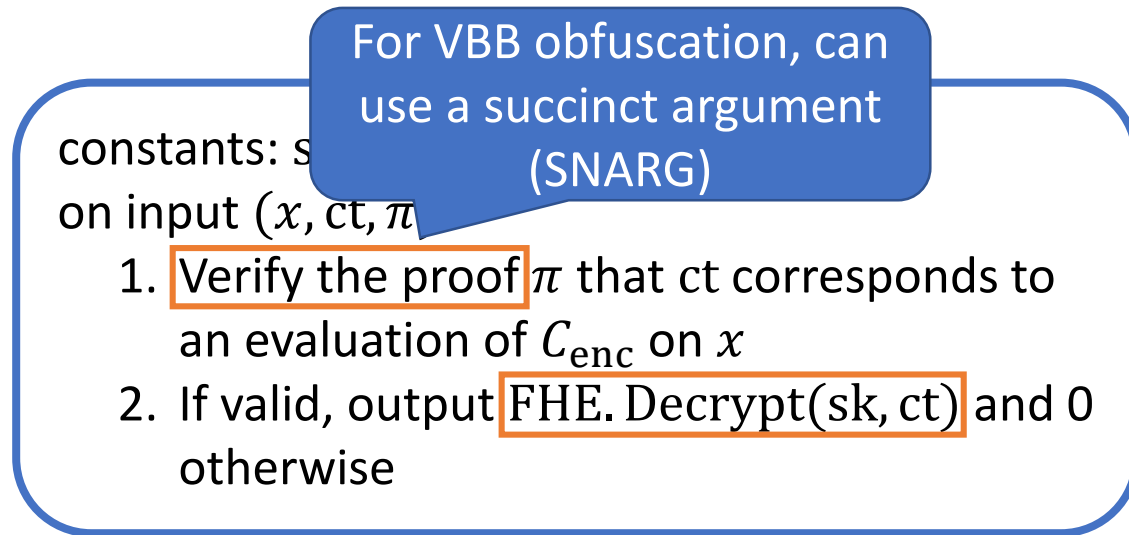 For VBB obfuscation, can
use a succinct argument
(SNARG)
constants: s
on input (x, ct, π
1. Verify the proof π that ct corresponds to
an evaluation of C_enc on x
2. If valid, output FHE. Decrypt(sk, ct) and 0
otherwise